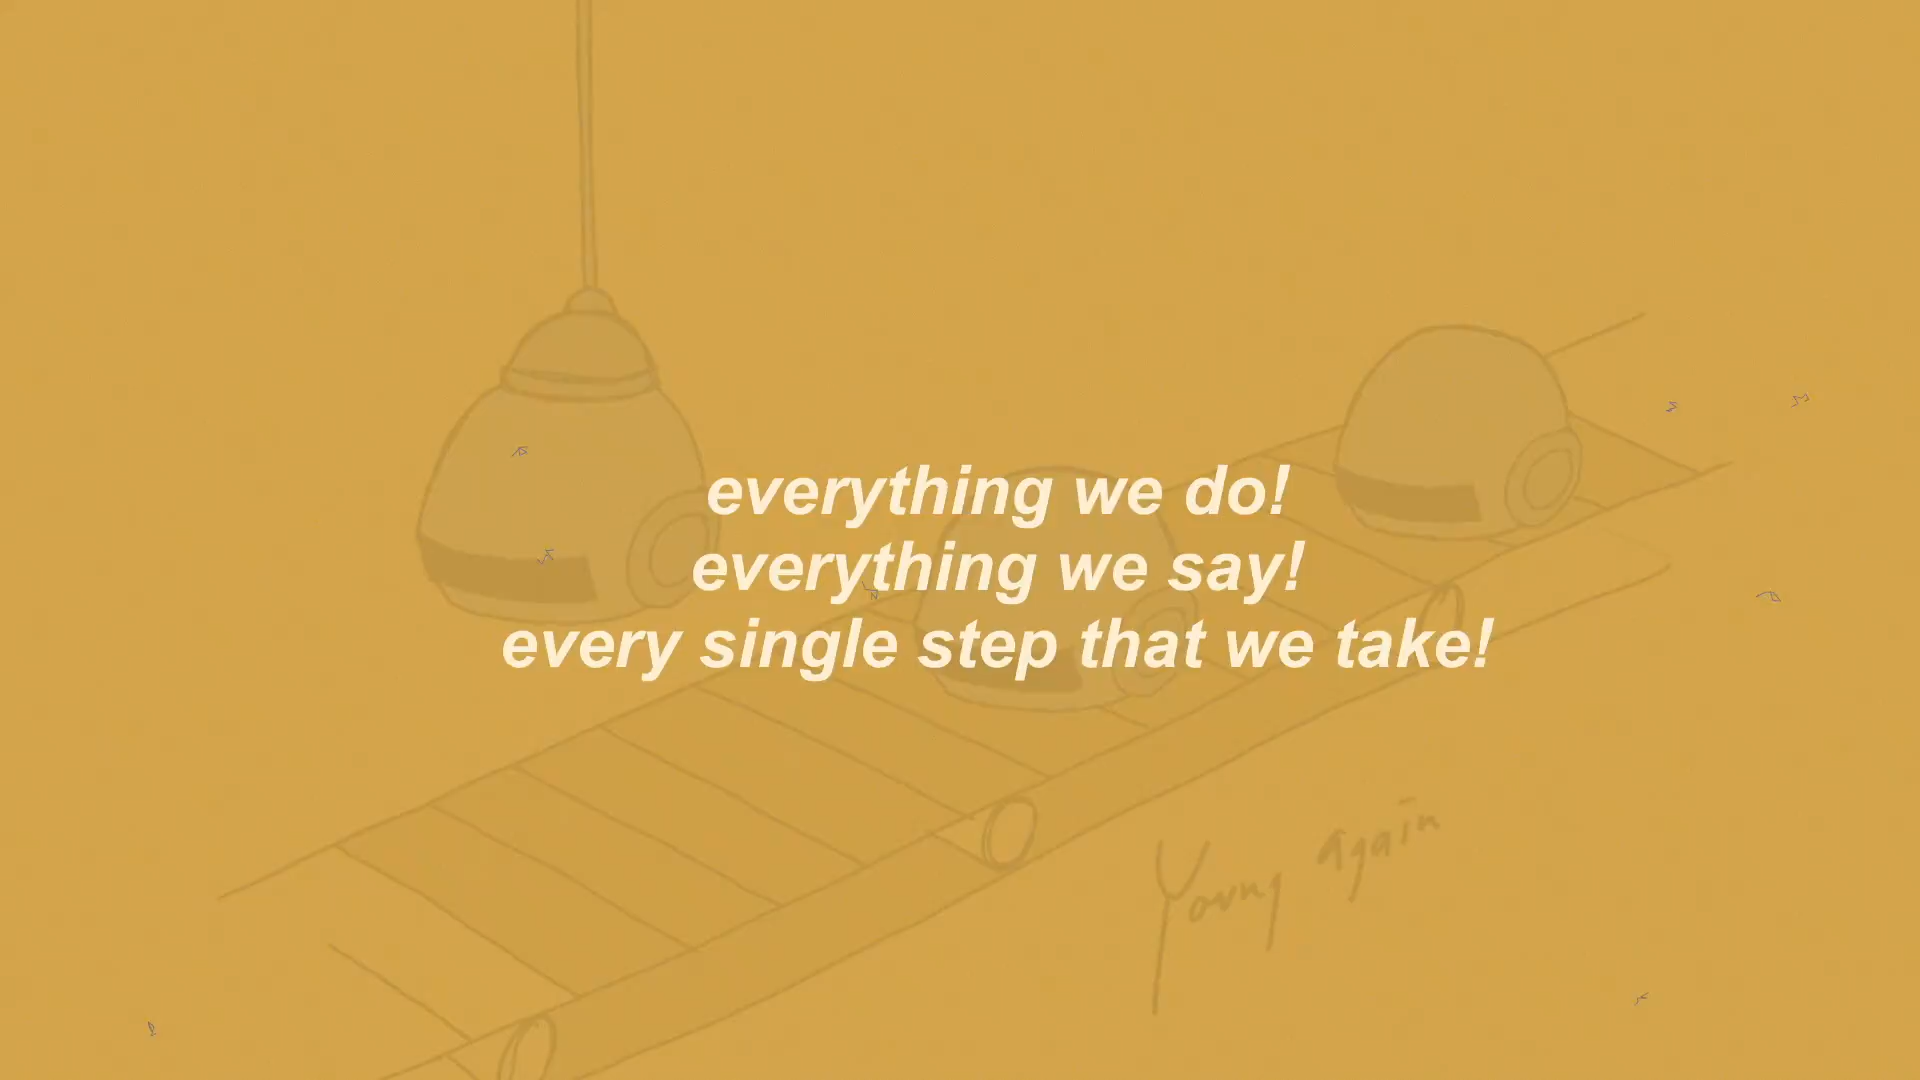 everything we do!
everything we say!
every single step that we take!
Young again